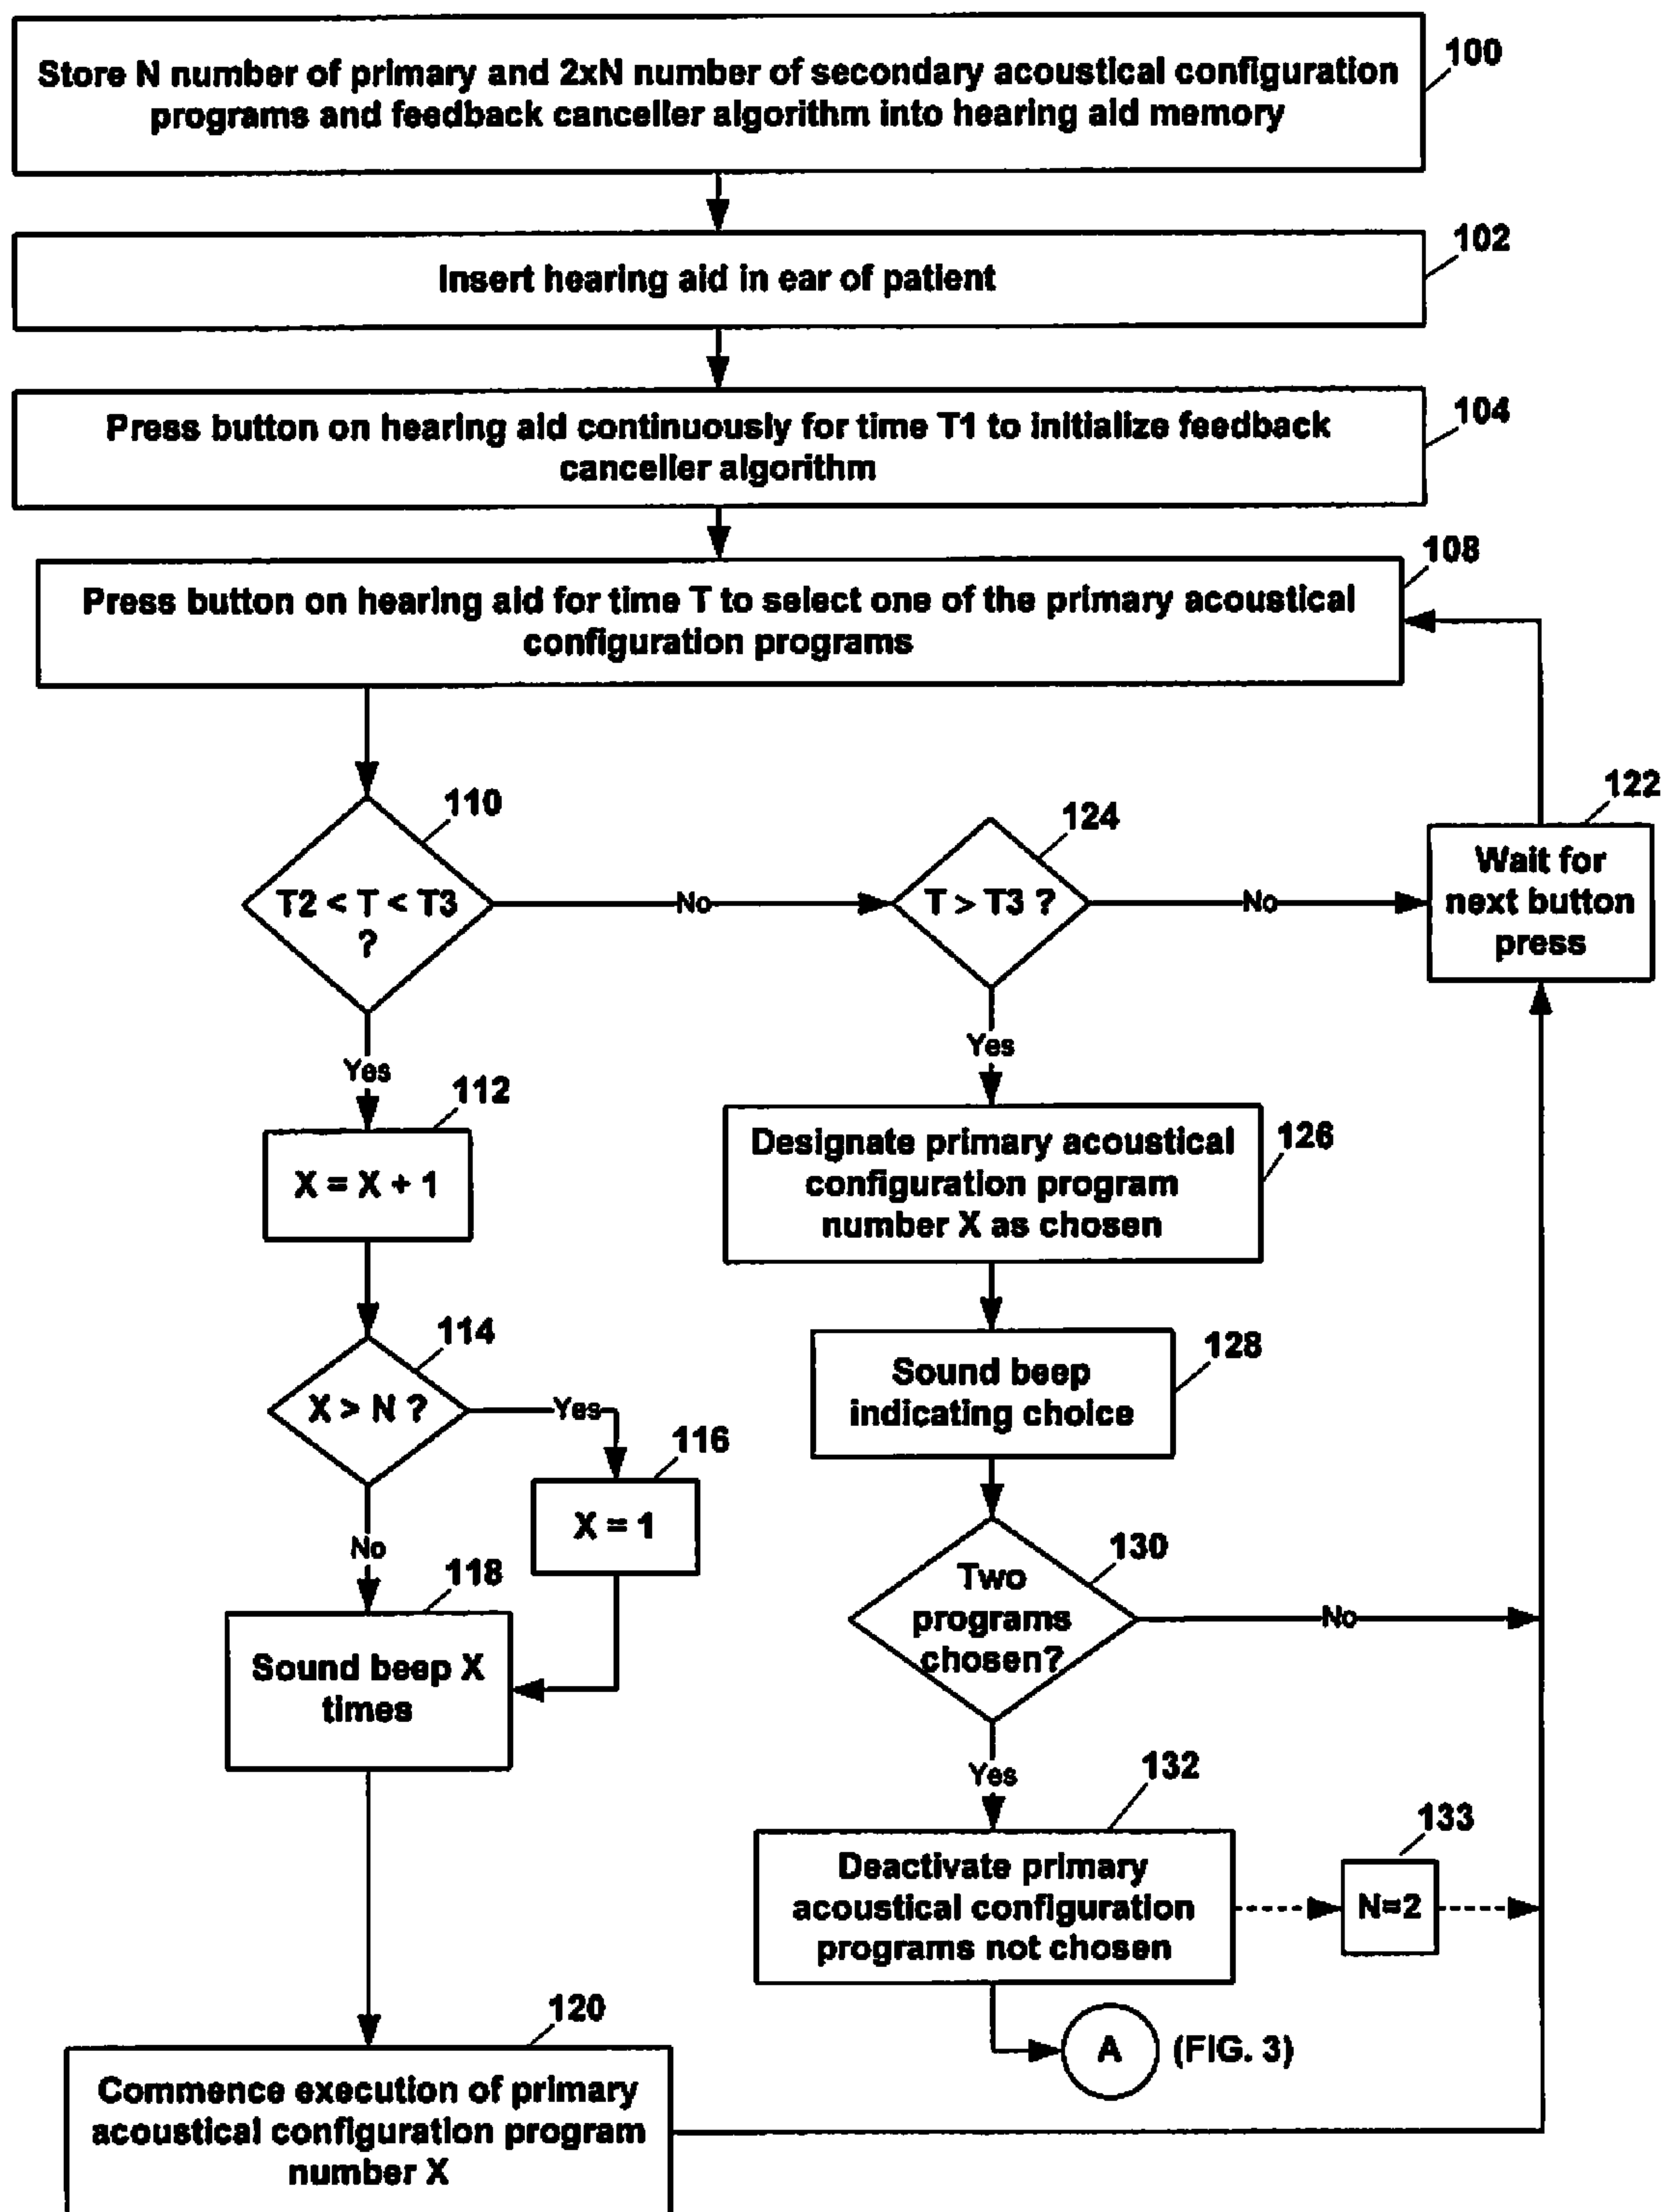 100
Store N number of primary and 2xN number of secondary acoustical configuration
programs and feedback canceller algorithm into hearing aid memory
102
Insert hearing aid in ear of patient
104
Press button on hearing aid continuously for time T1 to initialize feedback
canceller algorithm
108
Press button on hearing aid for time T to select one of the primary acoustical
configuration programs
110
T2 < T < T3
?
No
Yes
124
T > T3 ?
No
Yes
122
Wait for
next button
press
112
X = X + 1
114
X > N ?
Yes
No
116
X = 1
118
Sound beep X
times
120
Commence execution of primary
acoustical configuration program
number X
126
Designate primary acoustical
configuration program
number X as chosen
128
Sound beep
indicating choice
130
Two
programs
chosen?
No
Yes
132
Deactivate primary
acoustical configuration
programs not chosen
133
N=2
A
(FIG. 3)